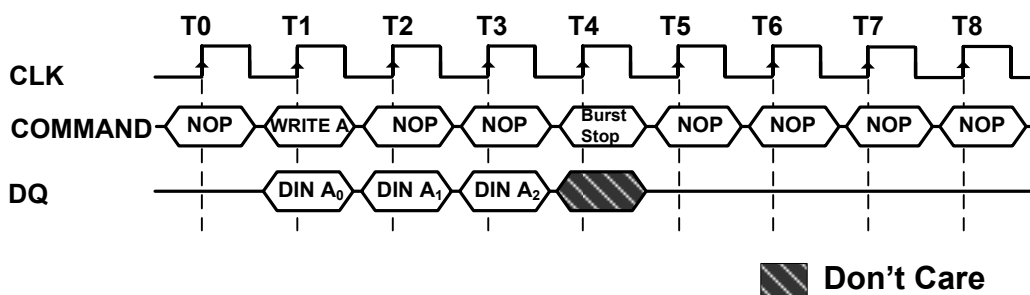 T0 T1 T2 T3 T4 T5 T6 T7 T8
CLK
COMMAND NOP WRITE A NOP NOP Burst Stop NOP NOP NOP NOP
DQ DIN A₀ DIN A₁ DIN A₂
Don't Care